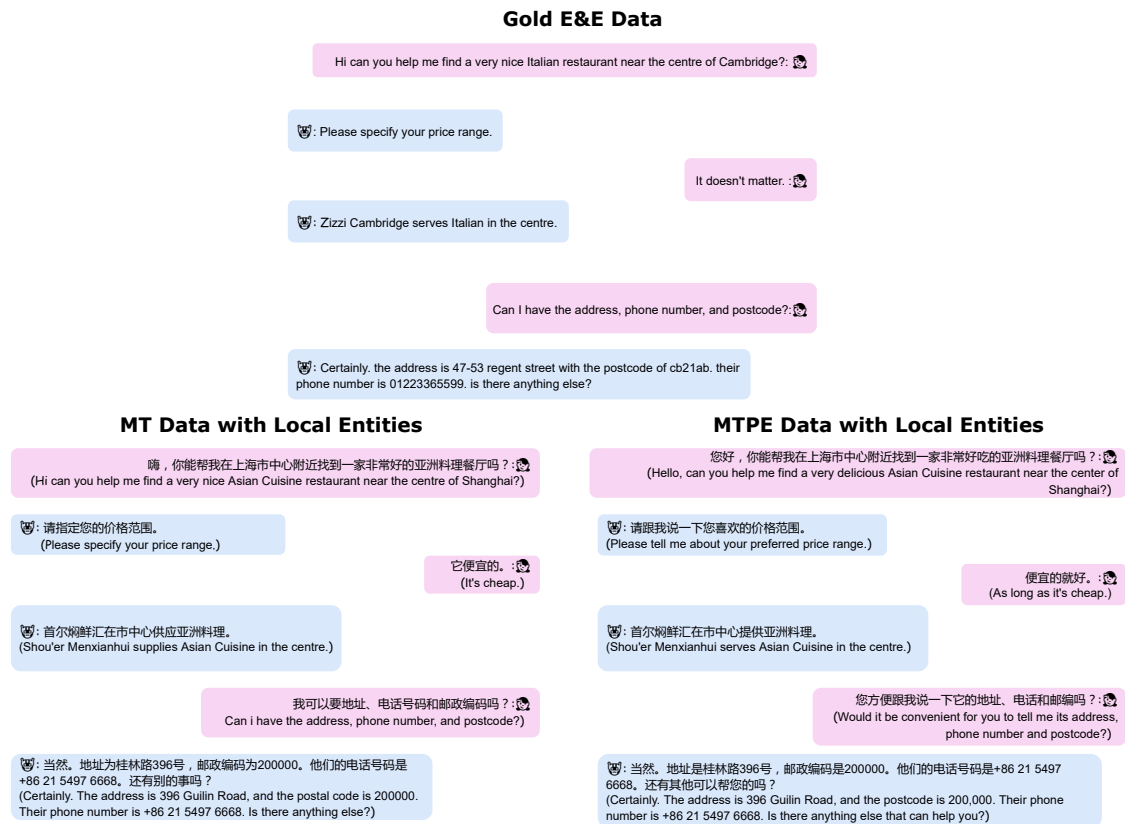 Gold E&E Data
Hi can you help me find a very nice Italian restaurant near the centre of Cambridge?:
: Please specify your price range.
It doesn't matter. :
: Zizzi Cambridge serves Italian in the centre.
Can I have the address, phone number, and postcode?:
: Certainly. the address is 47-53 regent street with the postcode of cb21ab. their
phone number is 01223365599. is there anything else?
MT Data with Local Entities
嗨，你能帮我在上海市中心附近找到一家非常好的亚洲料理餐厅吗？:
(Hi can you help me find a very nice Asian Cuisine restaurant near the centre of Shanghai?)
: 请指定您的价格范围。
(Please specify your price range.)
它便宜的。:
(It's cheap.)
: 首尔焖鲜汇在市中心供应亚洲料理。
(Shou'er Menxianhui supplies Asian Cuisine in the centre.)
我可以要地址、电话号码和邮政编码吗？:
Can i have the address, phone number, and postcode?)
: 当然。地址为桂林路396号，邮政编码为200000。他们的电话号码是
+86 21 5497 6668。还有别的事吗？
(Certainly. The address is 396 Guilin Road, and the postal code is 200000.
Their phone number is +86 21 5497 6668. Is there anything else?)
MTPE Data with Local Entities
您好，你能帮我在上海市中心附近找到一家非常好吃的亚洲料理餐厅吗？:
(Hello, can you help me find a very delicious Asian Cuisine restaurant near the center of
Shanghai?)
: 请跟我说一下您喜欢的价格范围。
(Please tell me about your preferred price range.)
便宜的就好。:
(As long as it's cheap.)
: 首尔焖鲜汇在市中心提供亚洲料理。
(Shou'er Menxianhui serves Asian Cuisine in the centre.)
您方便跟我说一下它的地址、电话和邮编吗？:
(Would it be convenient for you to tell me its address,
phone number and postcode?)
: 当然。地址是桂林路396号，邮政编码是200000。他们的电话号码是+86 21 5497
6668。还有其他可以帮您的吗？
(Certainly. The address is 396 Guilin Road, and the postcode is 200,000. Their phone
number is +86 21 5497 6668. Is there anything else that can help you?)